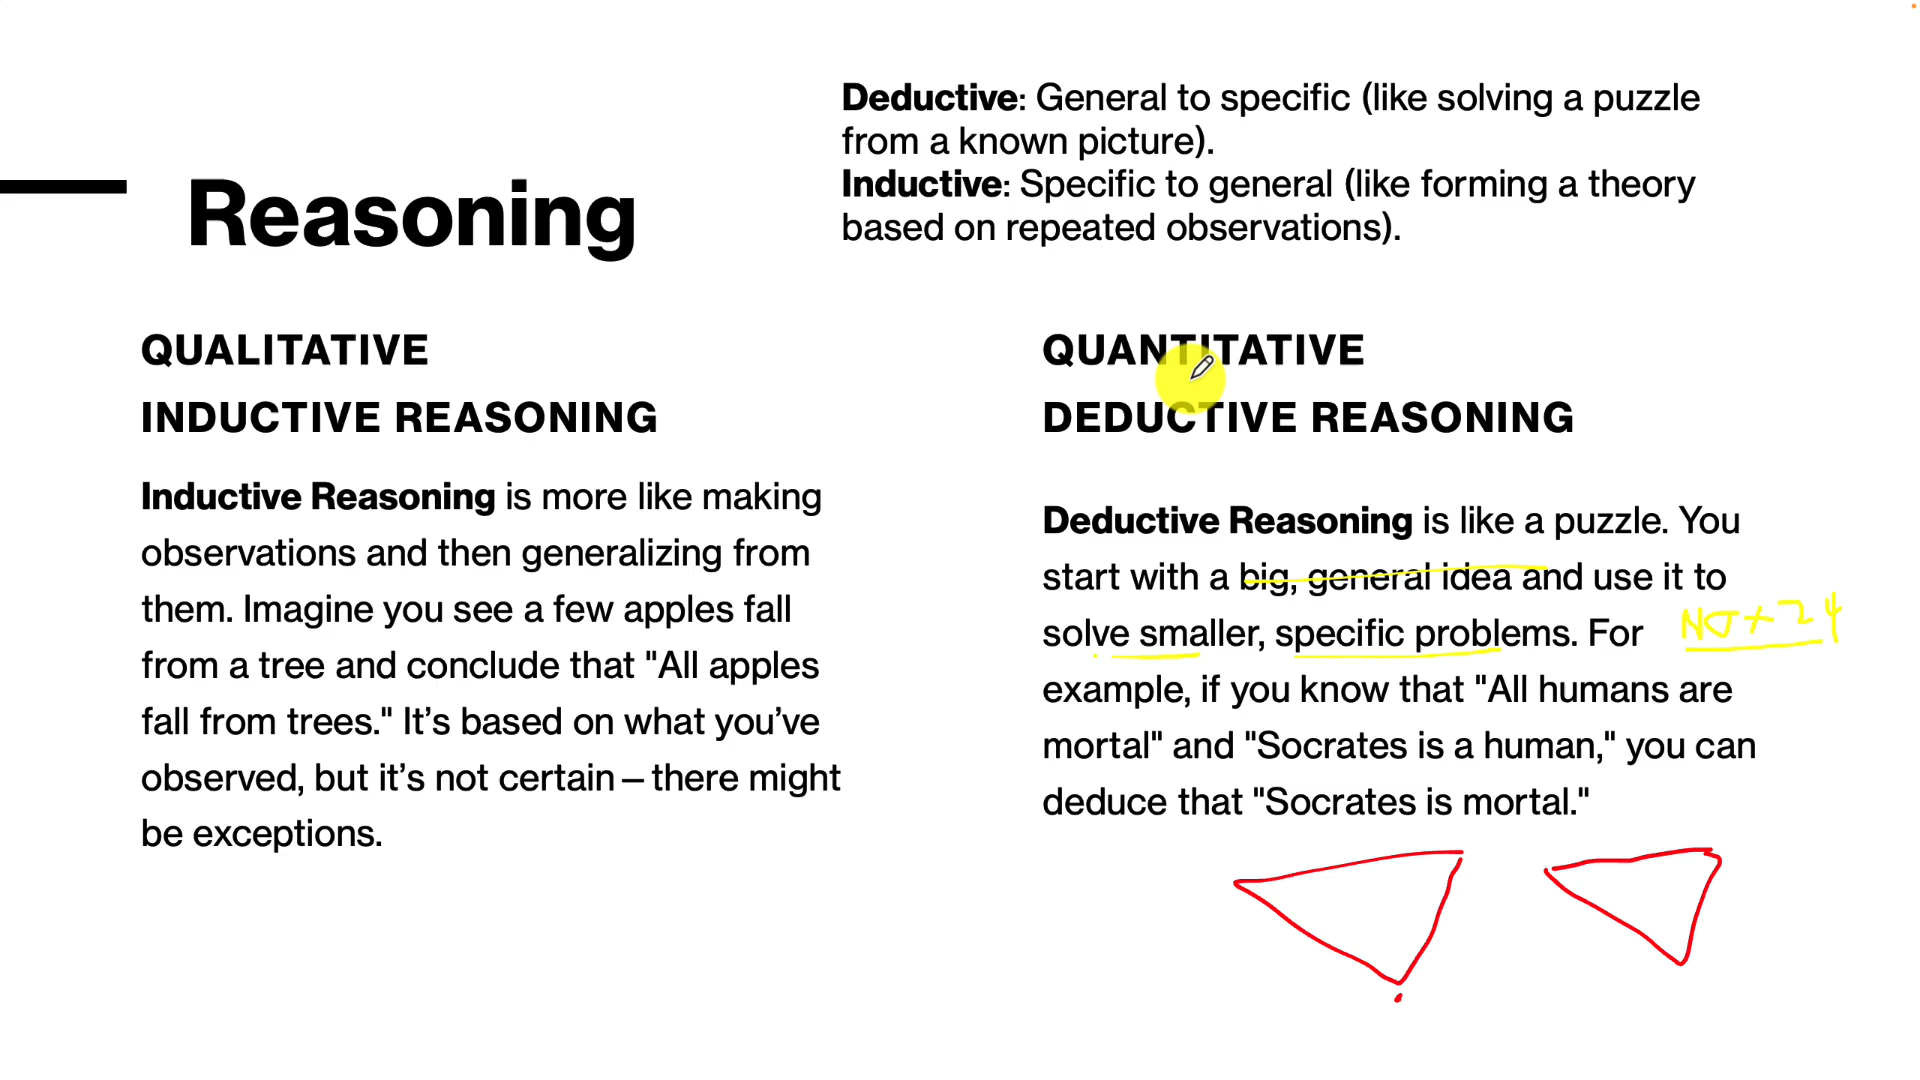 Deductive: General to specific (like solving a puzzle
from a known picture).
Inductive: Specific to general (like forming a theory
based on repeated observations).
Reasoning
QUALITATIVE
INDUCTIVE REASONING
Inductive Reasoning is more like making
observations and then generalizing from
them. Imagine you see a few apples fall
from a tree and conclude that "All apples
fall from trees." It’s based on what you’ve
observed, but it’s not certain—there might
be exceptions.
QUANTITATIVE
DEDUCTIVE REASONING
Deductive Reasoning is like a puzzle. You
start with a big, general idea and use it to
solve smaller, specific problems. For
example, if you know that "All humans are
mortal" and "Socrates is a human," you can
deduce that "Socrates is mortal."